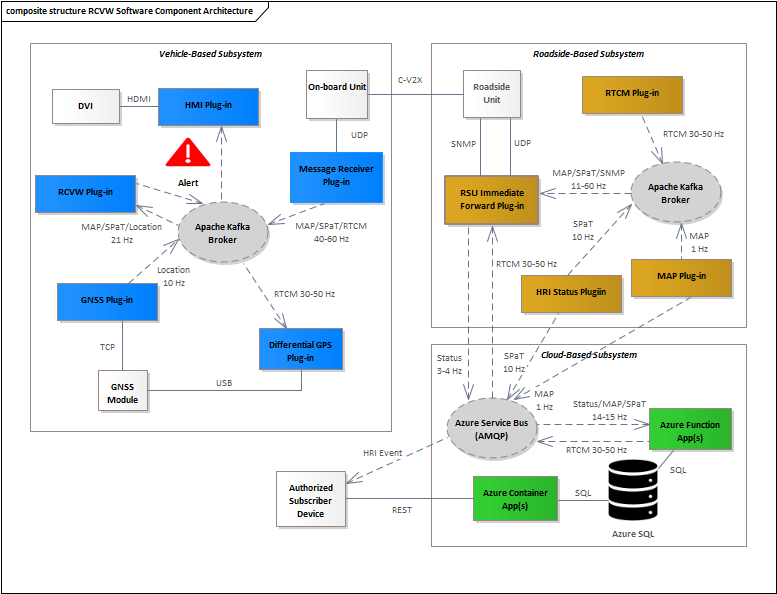 composite structure RCVW Software Component Architecture
Vehicle-Based Subsystem
DVI
HDMI
HMI Plug-in
On-board Unit
C-V2X
UDP
Alert
RCVW Plug-in
Message Receiver
Plug-in
MAP/SPaT/Location
21 Hz
Apache Kafka
Broker
MAP/SPaT/RTCM
40-60 Hz
Location
10 Hz
GNSS Plug-in
RTCM 30-50 Hz
TCP
Differential GPS
Plug-in
GNSS
Module
USB
Roadside-Based Subsystem
Roadside
Unit
RTCM Plug-in
SNMP
UDP
RTCM 30-50 Hz
MAP/SPaT/SNMP
11-60 Hz
RSU Immediate
Forward Plug-in
Apache Kafka
Broker
SPaT
10 Hz
MAP
1 Hz
RTCM 30-50 Hz
HRI Status Plugiin
MAP Plug-in
Cloud-Based Subsystem
Status
3-4 Hz
SPaT
10 Hz
MAP
1 Hz
Status/MAP/SPaT
14-15 Hz
Azure Service Bus
(AMQP)
Azure Function
App(s)
RTCM 30-50 Hz
HRI Event
SQL
Authorized
Subscriber
Device
REST
Azure Container
App(s)
SQL
Azure SQL